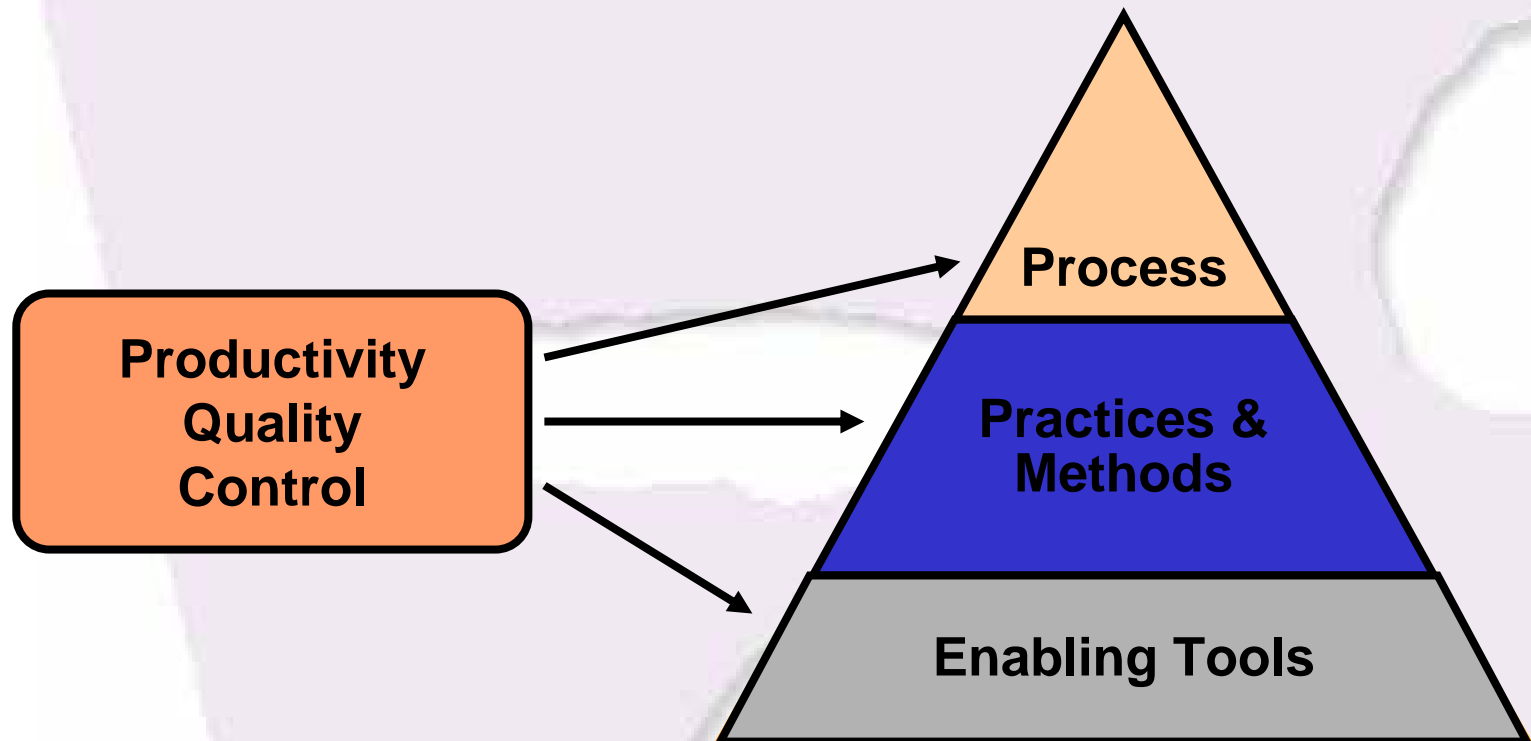 Process
Productivity
Quality
Control
Practices &
Methods
Enabling Tools